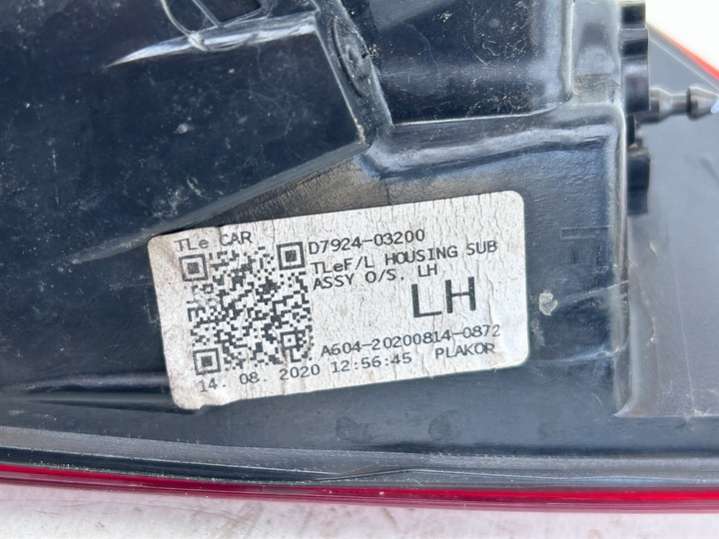 TLe CAR
D7924-03200
TLeF/L HOUSING SUB
ASSY O/S. LH
LH
A604-20200814-0872
14. 08. 2020 12:56:45 PLAKOR